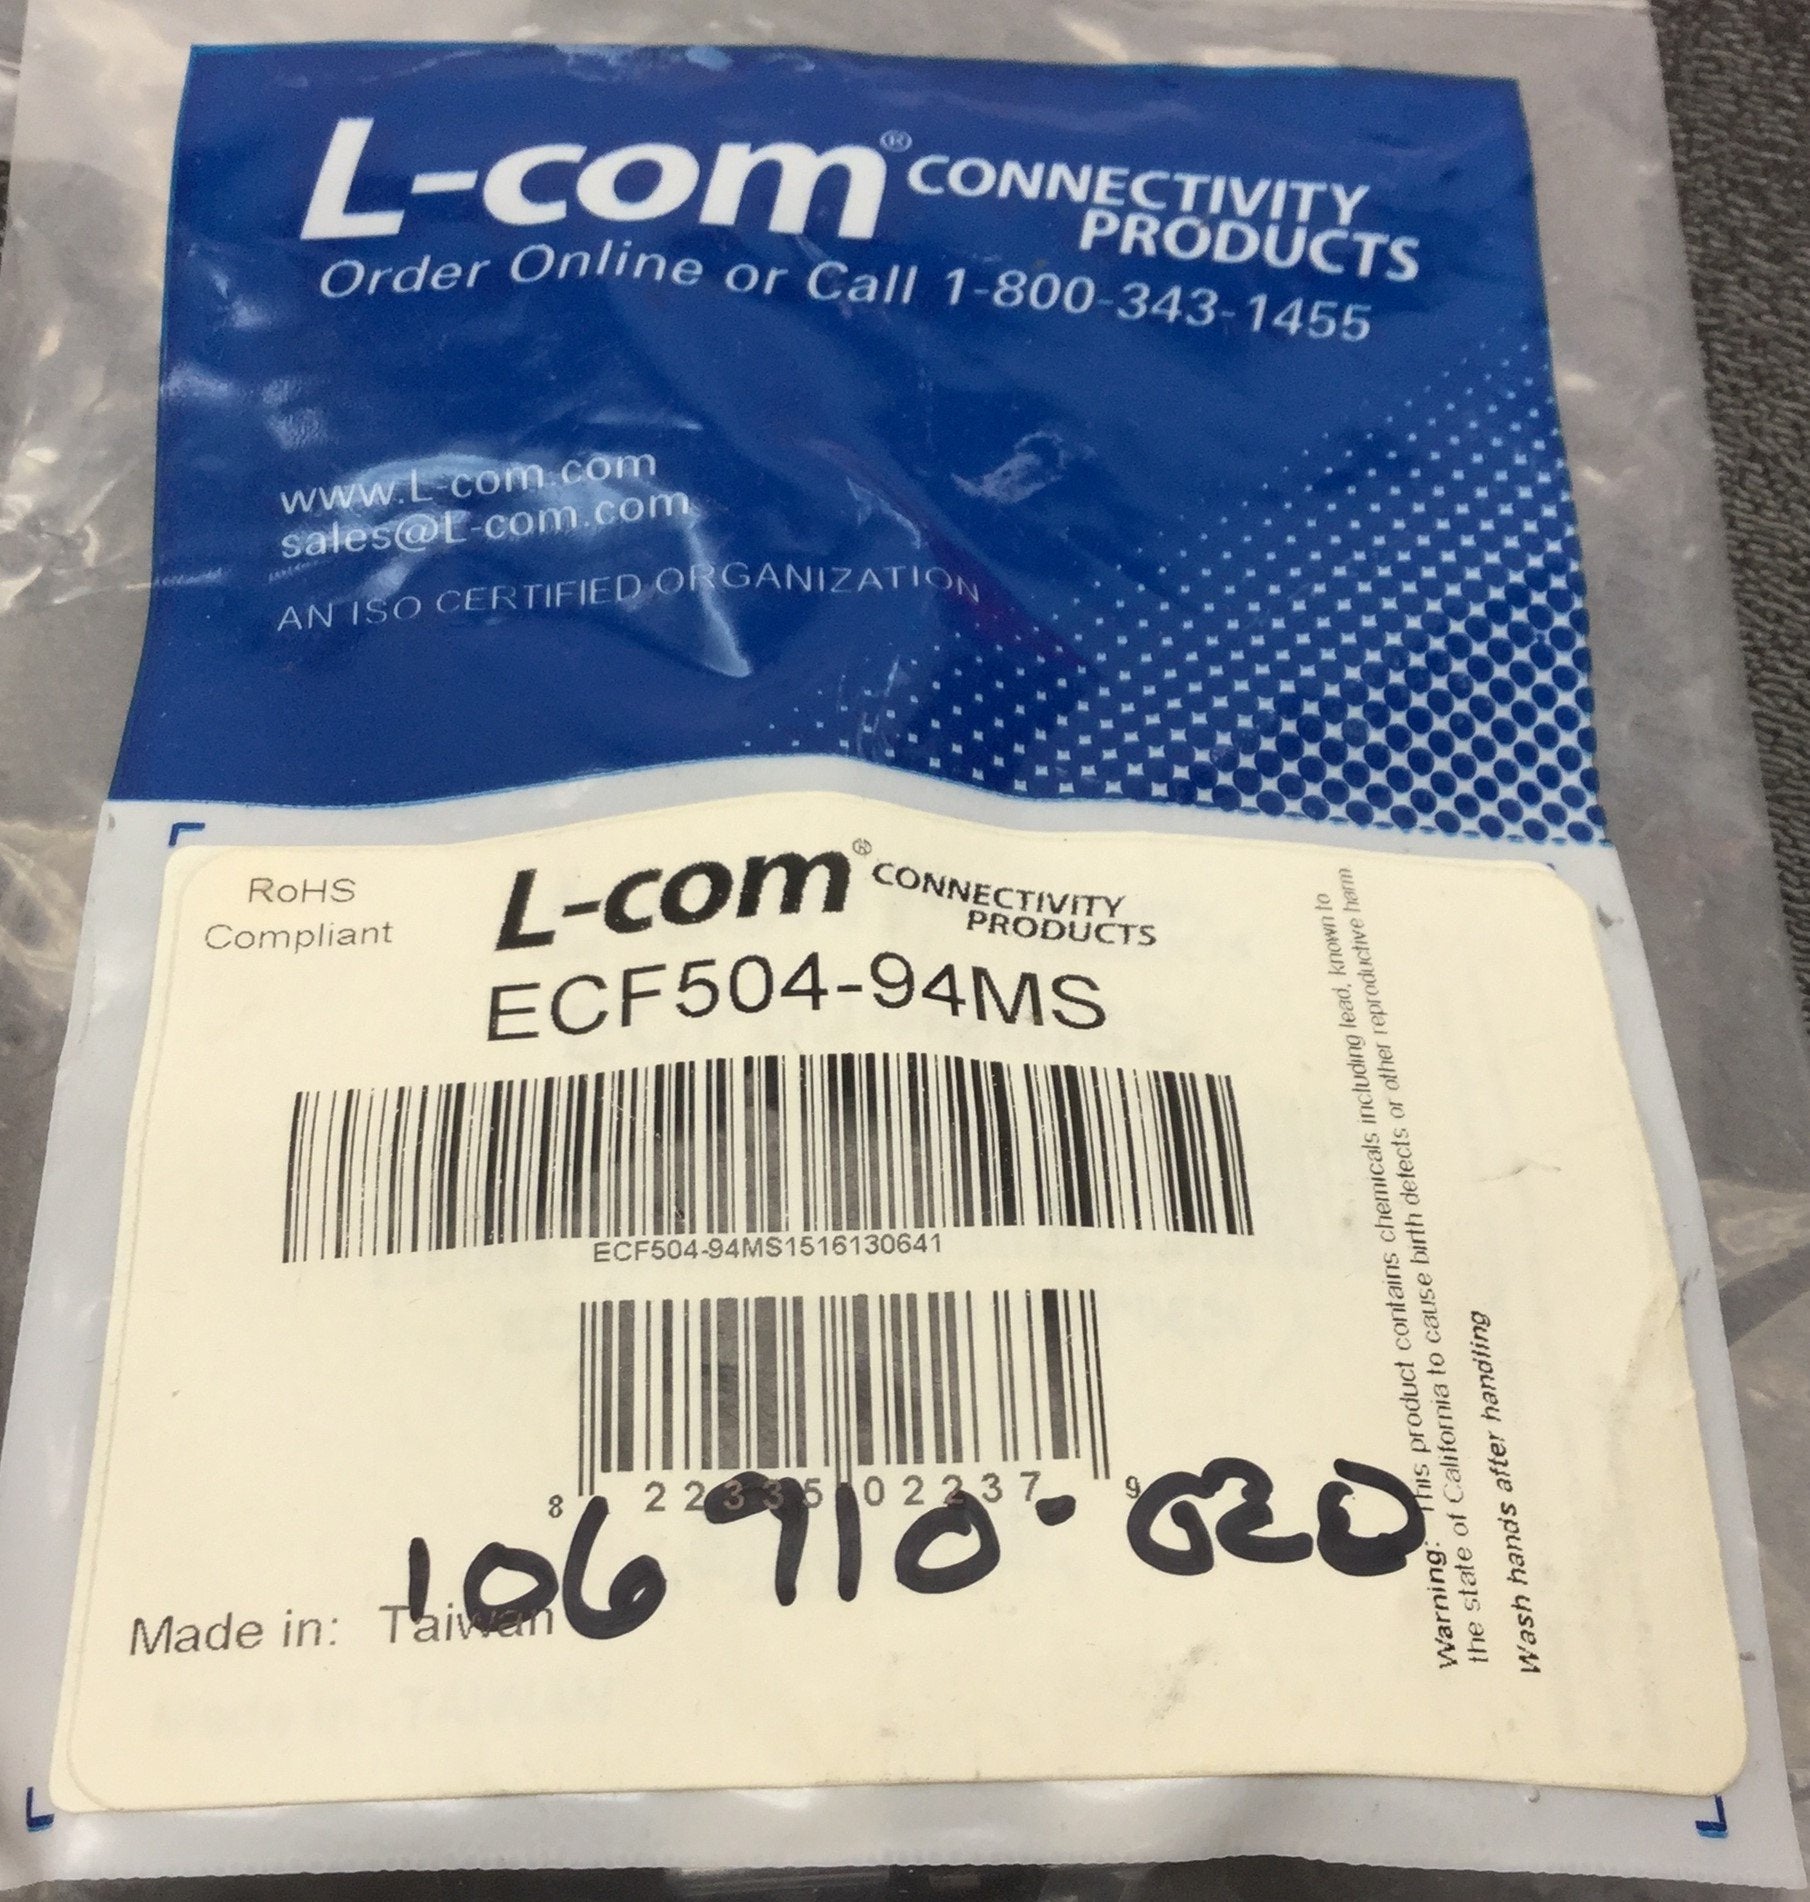 L-com® CONNECTIVITY
PRODUCTS
Order Online or Call 1-800-343-1455
www.L-com.com
sales@L-com.com
AN ISO CERTIFIED ORGANIZATION
RoHS
Compliant
L-com® CONNECTIVITY
PRODUCTS
ECF504-94MS
ECF504-94MS1516130641
8 22335 02237 9
106910-020
Made in: Taiwan
Warning: This product contains chemicals including lead, known to
the state of California to cause birth defects or other reproductive harm
Wash hands after handling